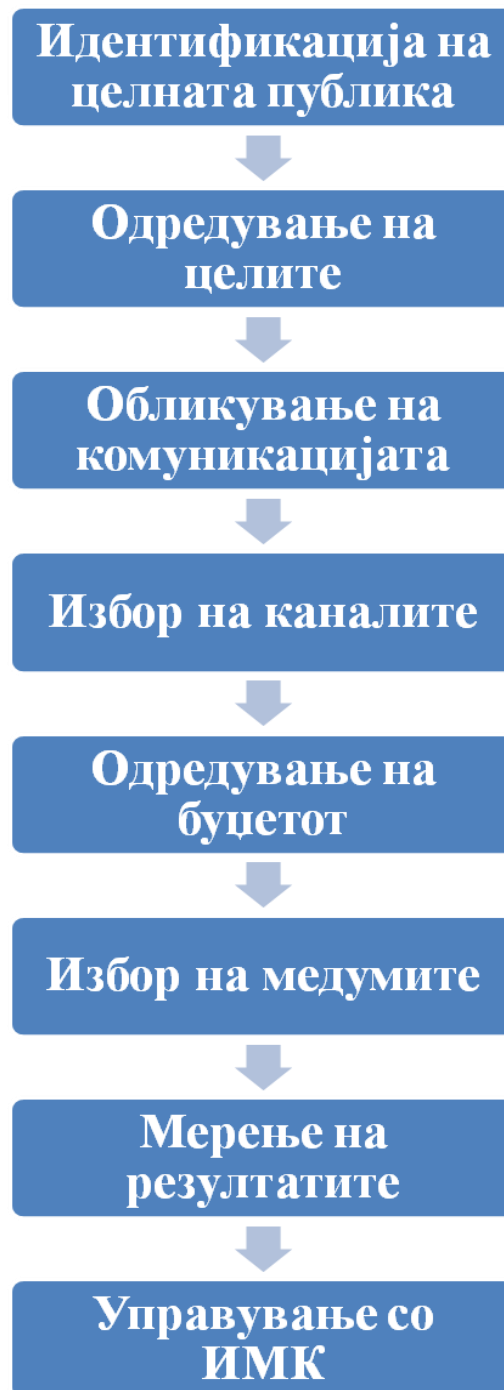 Идентификација на
целната публика
Одредување на
целите
Обликување на
комуникацијата
Избор на каналите
Одредување на
буџетот
Избор на медумите
Мерење на
резултатите
Управување со
ИМК